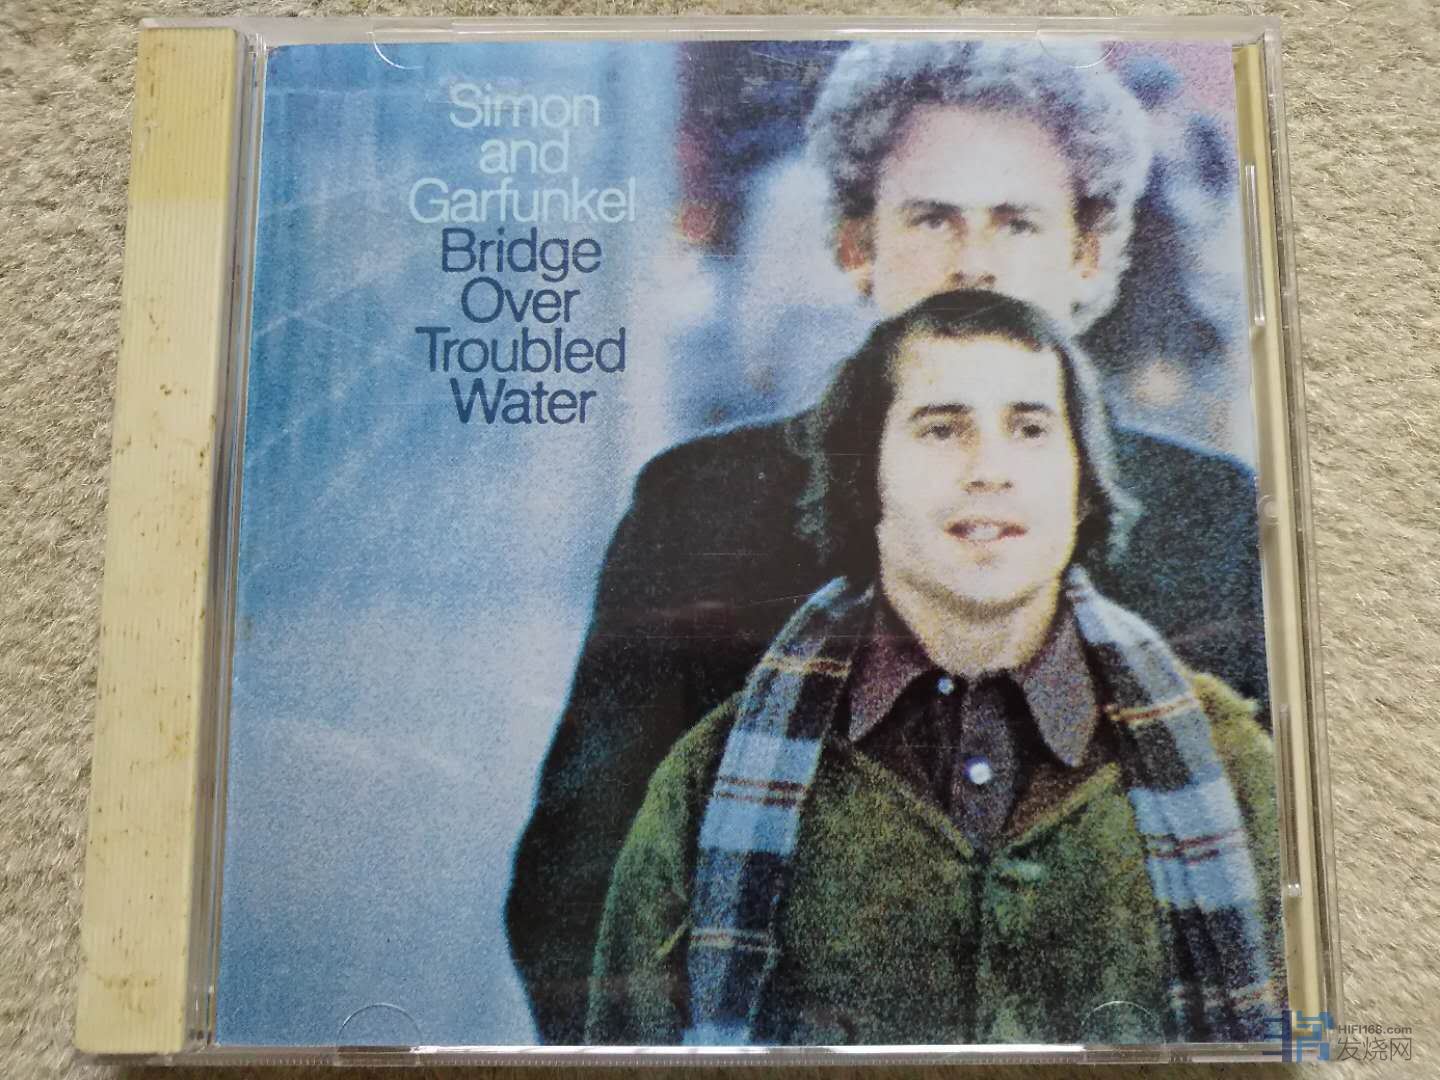 Simon
and
Garfunkel
Bridge
Over
Troubled
Water
HIFI168.com
发烧网